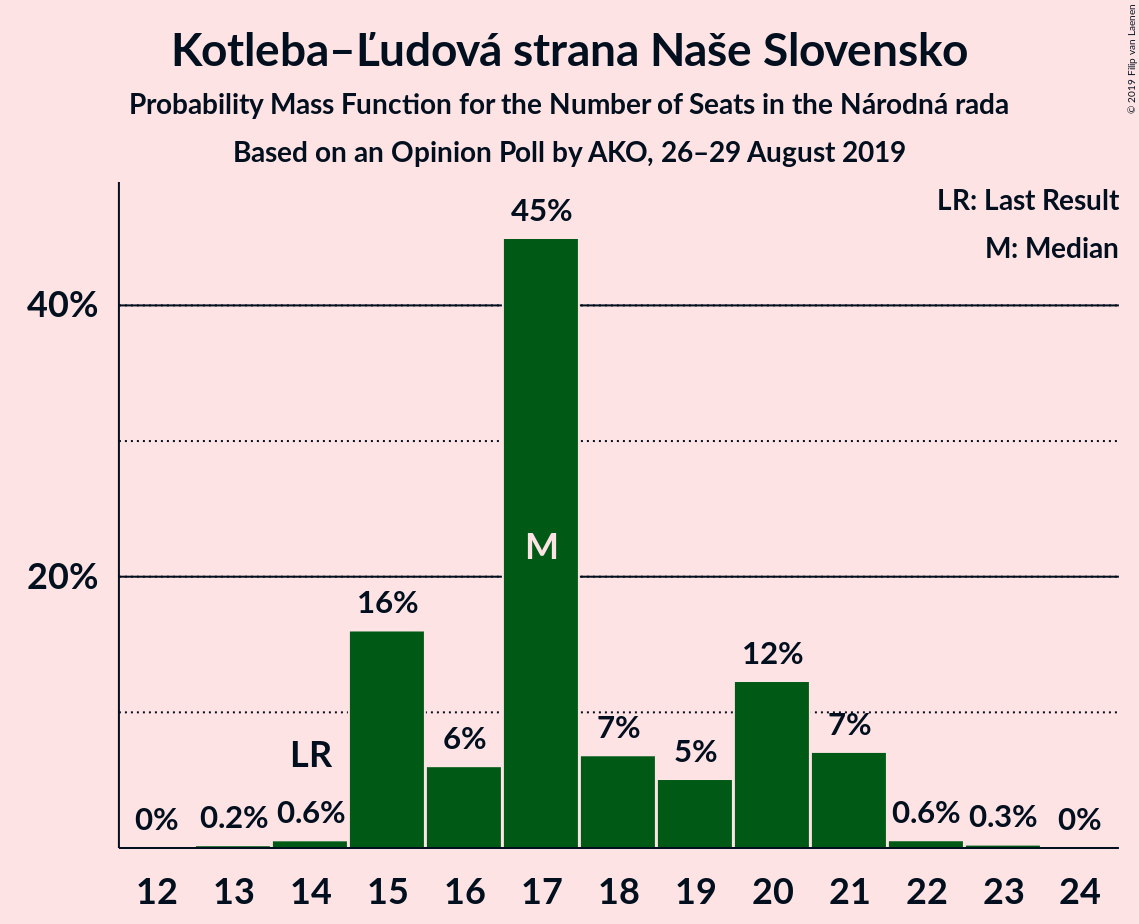 Kotleba–Ľudová strana Naše Slovensko
Probability Mass Function for the Number of Seats in the Národná rada
Based on an Opinion Poll by AKO, 26–29 August 2019
© 2019 Filip van Laenen
LR: Last Result
M: Median
40%
20%
0%
0.2%
LR
0.6%
16%
6%
45%
M
7%
5%
12%
7%
0.6%
0.3%
0%
12 13 14 15 16 17 18 19 20 21 22 23 24